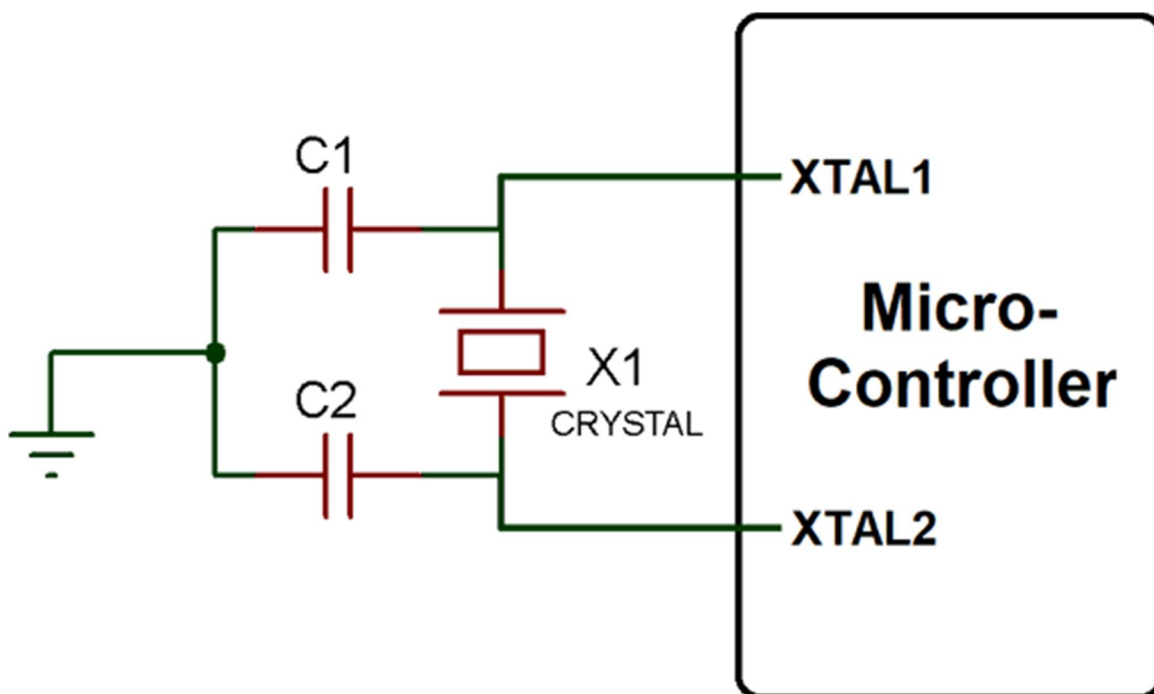 C1
XTAL1
Micro-
Controller
X1
CRYSTAL
C2
XTAL2